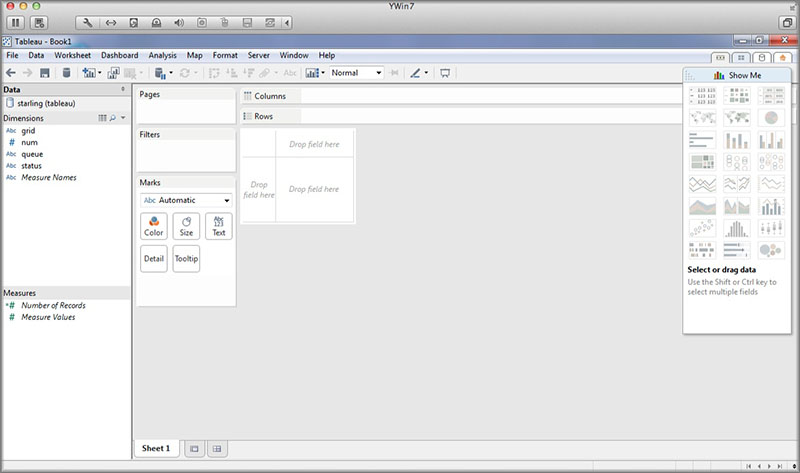 YWin7
Tableau - Book1
File Data Worksheet Dashboard Analysis Map Format Server Window Help
Abc Normal
Data
starling (tableau)
Dimensions
Abc grid
# num
Abc queue
Abc status
Abc Measure Names
Measures
# Number of Records
# Measure Values
Pages
Filters
Marks
Abc Automatic
Color Size Abc 123 Text
Detail Tooltip
Columns
Rows
Drop field here
Drop field here
Drop field here
Show Me
Select or drag data
Use the Shift or Ctrl key to
select multiple fields
Sheet 1